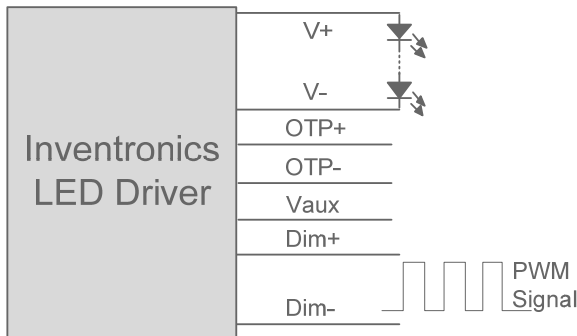 Inventronics
LED Driver
V+
V-
OTP+
OTP-
Vaux
Dim+
Dim-
PWM
Signal